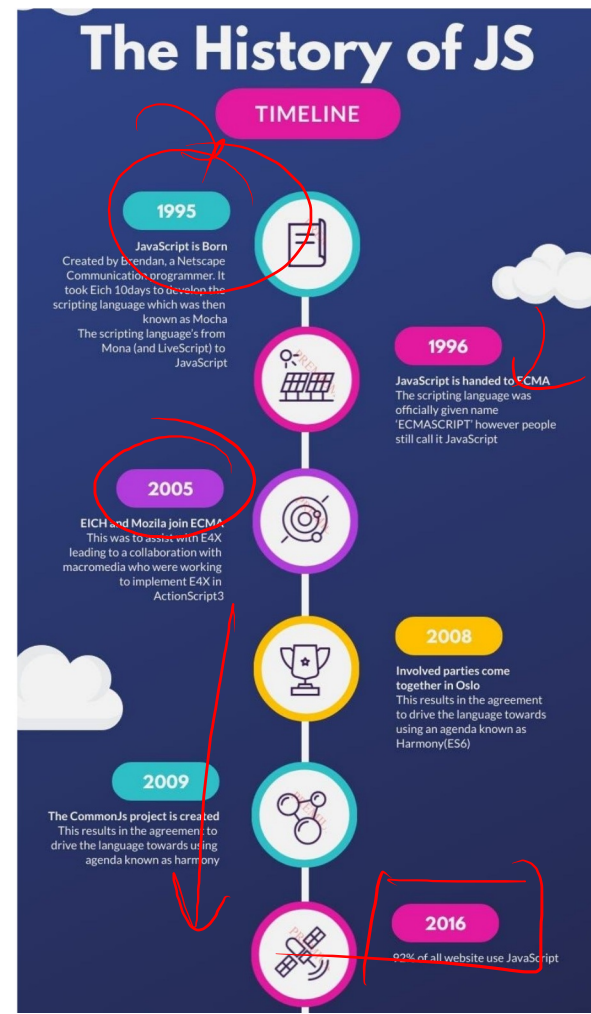 The History of JS
TIMELINE
1995
JavaScript is Born
Created by Brendan, a Netscape
Communication programmer. It
took Eich 10days to develop the
scripting language which was then
known as Mocha
The scripting language's from
Mona (and LiveScript) to
JavaScript
1996
JavaScript is handed to ECMA
The scripting language was
officially given name
'ECMASCRIPT' however people
still call it JavaScript
2005
EICH and Mozila join ECMA
This was to assist with E4X
leading to a collaboration with
macromedia who were working
to implement E4X in
ActionScript3
2008
Involved parties come
together in Oslo
This results in the agreement
to drive the language towards
using an agenda known as
Harmony(ES6)
2009
The CommonJs project is created
This results in the agreement to
drive the language towards using
agenda known as harmony
2016
92% of all website use JavaScript